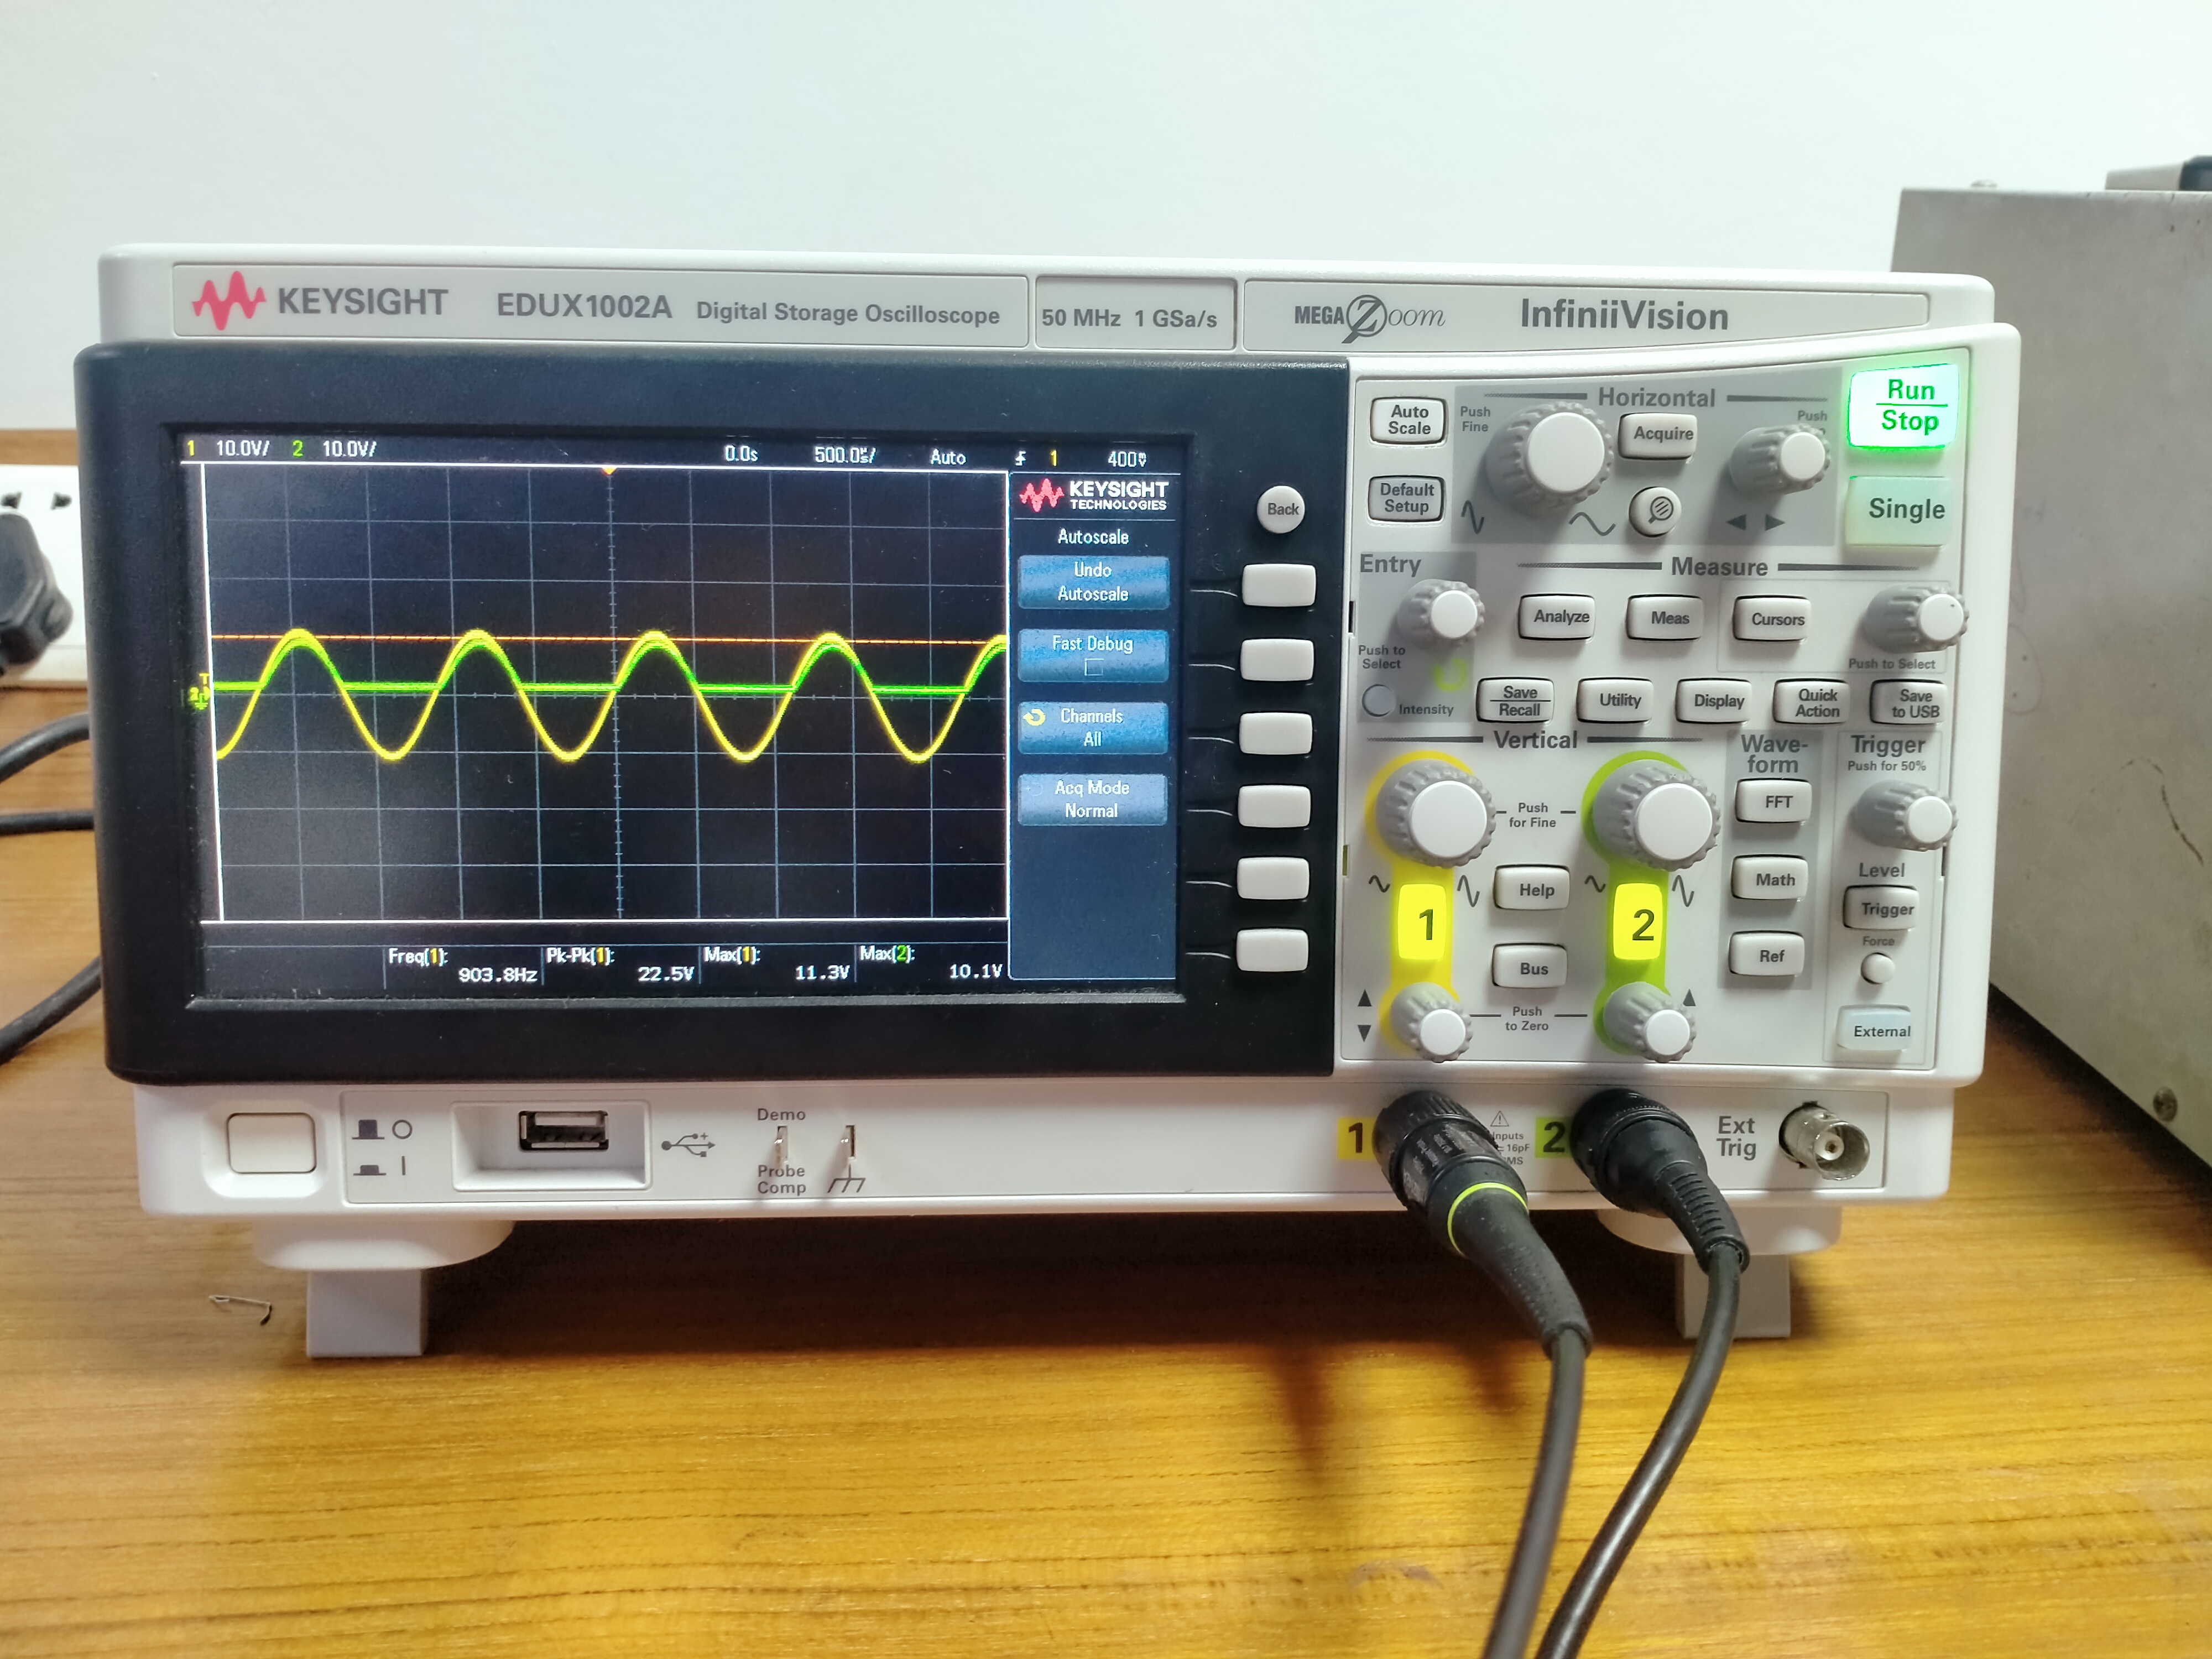 KEYSIGHT EDUX1002A Digital Storage Oscilloscope 50 MHz 1 GSa/s MEGA Zoom InfiniiVision
1 10.0V/ 2 10.0V/ 0.0s 500.0µs/ Auto 1 400mV
KEYSIGHT
TECHNOLOGIES
Autoscale
Undo
Autoscale
Fast Debug
Channels
All
Acq Mode
Normal
Freq(1):
903.8Hz
Pk-Pk(1):
22.5V
Max(1):
11.3V
Max(2):
10.1V
Back
Auto
Scale
Default
Setup
Horizontal
Push
Fine
Acquire
Push
Run
Stop
Single
Entry
Push to
Select
Intensity
Measure
Analyze
Meas
Cursors
Push to Select
Save
Recall
Utility
Display
Quick
Action
Save
to USB
Vertical
Push
for Fine
1
2
Help
Bus
Push
to Zero
Wave-
form
FFT
Math
Ref
Trigger
Push for 50%
Level
Trigger
Force
External
Demo
Probe
Comp
1
2
Inputs
16pF
Ext
Trig